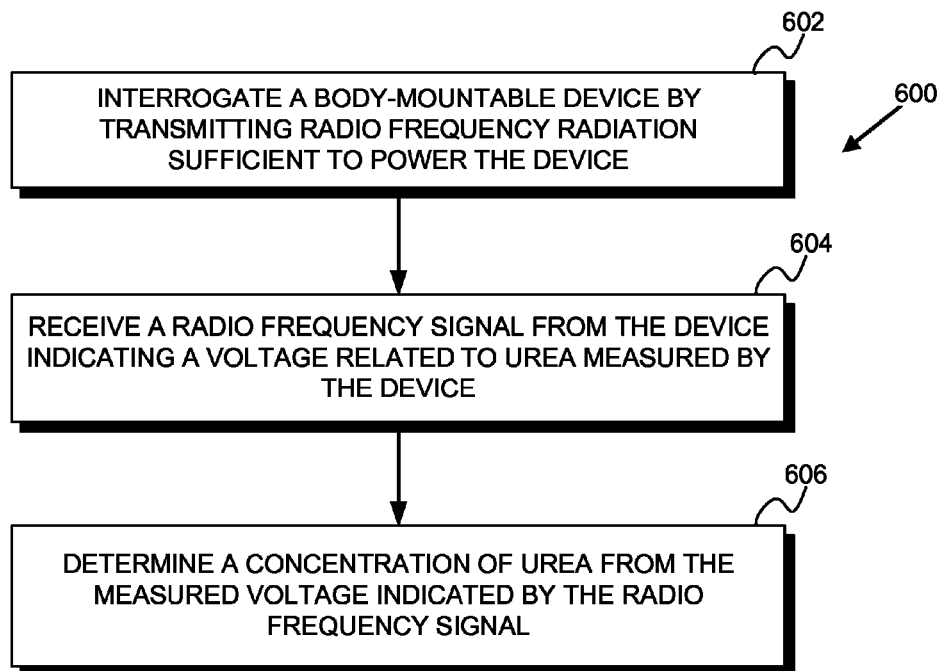 602
600
INTERROGATE A BODY-MOUNTABLE DEVICE BY
TRANSMITTING RADIO FREQUENCY RADIATION
SUFFICIENT TO POWER THE DEVICE
604
RECEIVE A RADIO FREQUENCY SIGNAL FROM THE DEVICE
INDICATING A VOLTAGE RELATED TO UREA MEASURED BY
THE DEVICE
606
DETERMINE A CONCENTRATION OF UREA FROM THE
MEASURED VOLTAGE INDICATED BY THE RADIO
FREQUENCY SIGNAL